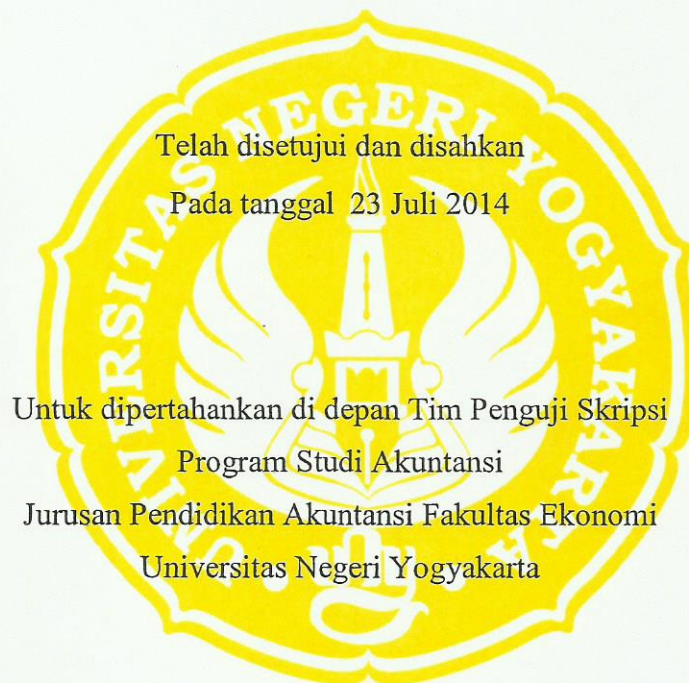 Telah disetujui dan disahkan
Pada tanggal 23 Juli 2014
Untuk dipertahankan di depan Tim Penguji Skripsi
Program Studi Akuntansi
Jurusan Pendidikan Akuntansi Fakultas Ekonomi
Universitas Negeri Yogyakarta
UNIVERSITAS NEGERI YOGYAKARTA